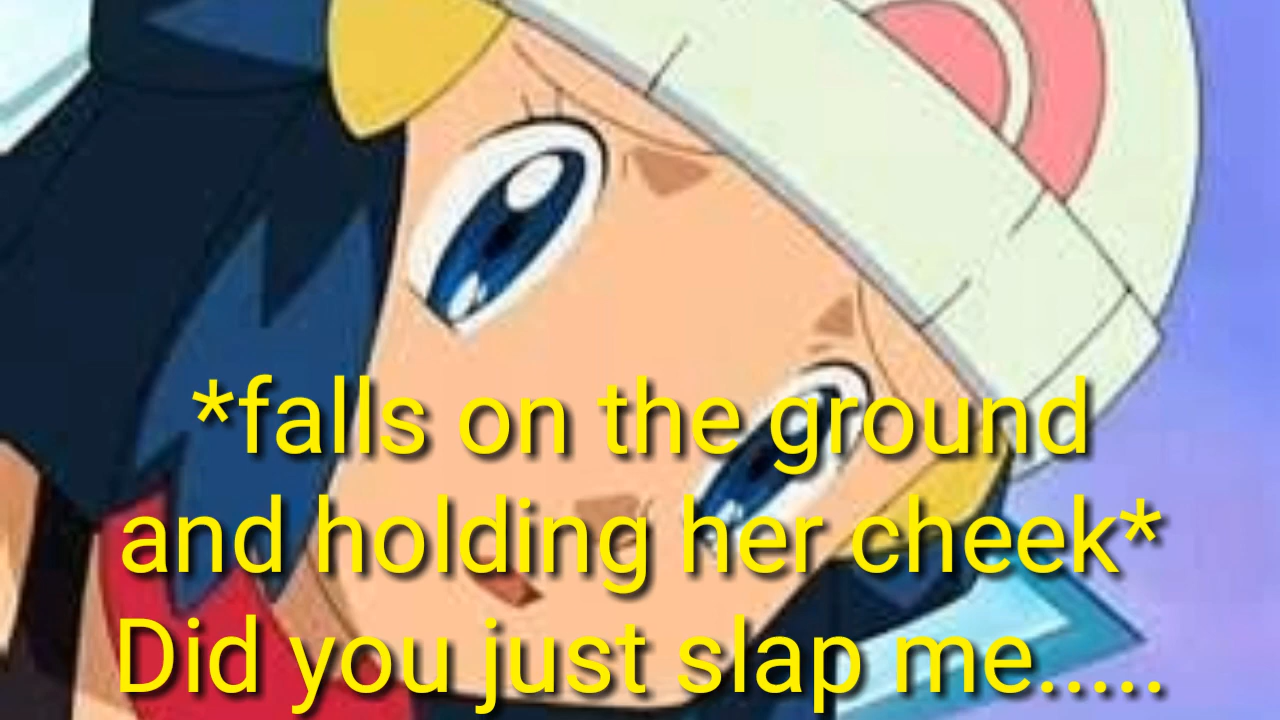 *falls on the ground
and holding her cheek*
Did you just slap me.....